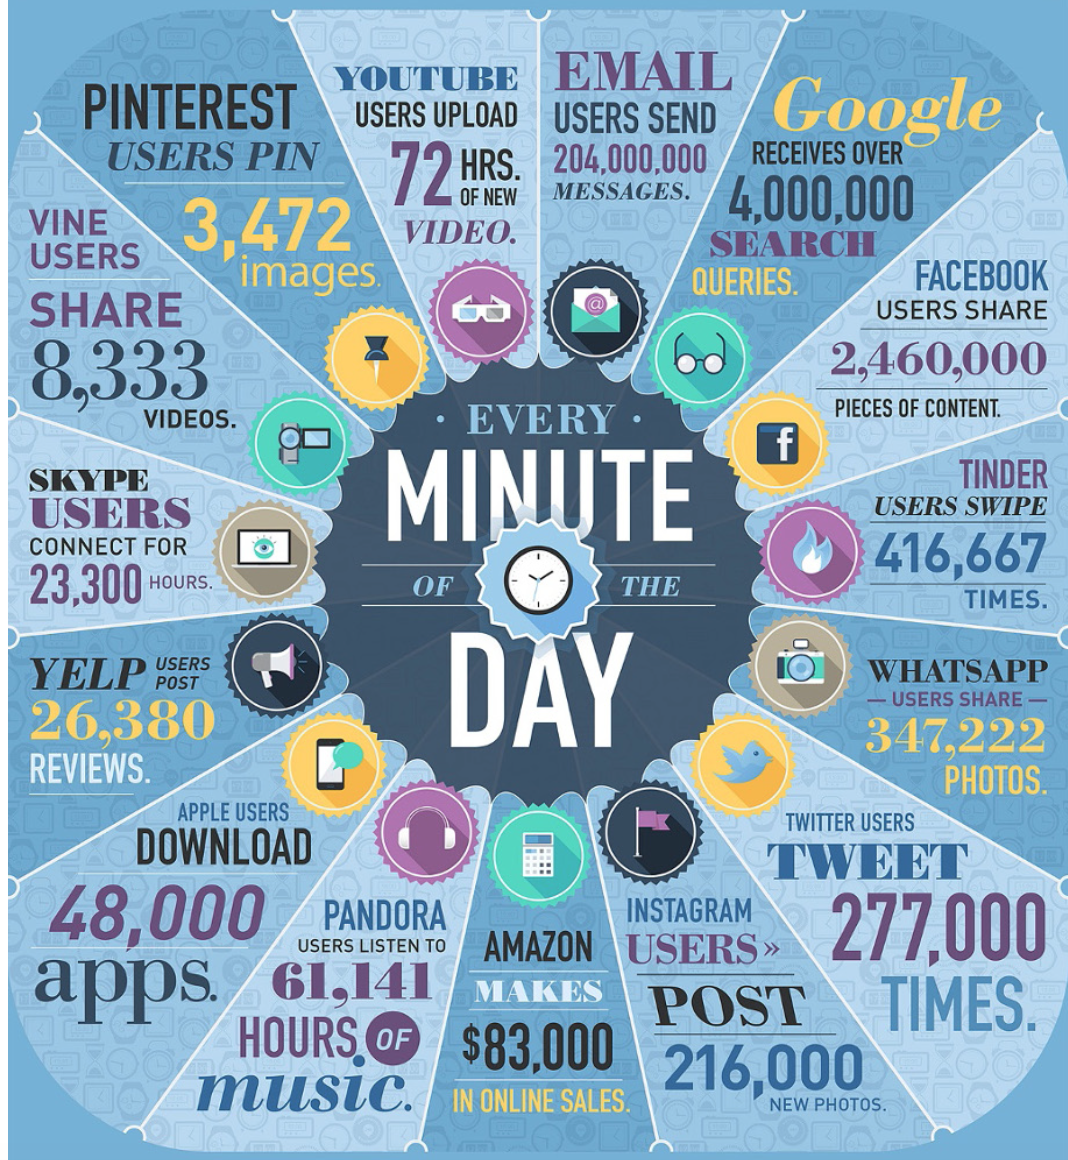 EVERY
MINUTE
OF THE
DAY
EMAIL
USERS SEND
204,000,000
MESSAGES.
@
Google
RECEIVES OVER
4,000,000
SEARCH
QUERIES.
FACEBOOK
USERS SHARE
2,460,000
PIECES OF CONTENT.
f
TINDER
USERS SWIPE
416,667
TIMES.
WHATSAPP
— USERS SHARE —
347,222
PHOTOS.
TWITTER USERS
TWEET
277,000
TIMES.
INSTAGRAM
USERS »
POST
216,000
NEW PHOTOS.
AMAZON
MAKES
$83,000
IN ONLINE SALES.
PANDORA
USERS LISTEN TO
61,141
HOURS OF
music.
APPLE USERS
DOWNLOAD
48,000
apps.
YELP USERS
POST
26,380
REVIEWS.
SKYPE
USERS
CONNECT FOR
23,300 HOURS.
VINE
USERS
SHARE
8,333
VIDEOS.
PINTEREST
USERS PIN
3,472
images.
YOUTUBE
USERS UPLOAD
72 HRS.
OF NEW
VIDEO.